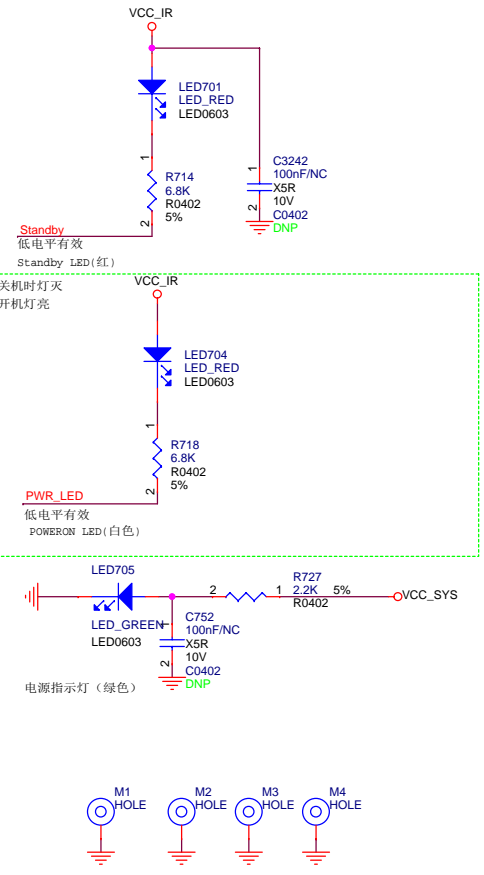 VCC_IR
LED701
LED_RED
LED0603
1
R714
6.8K
R0402
5%
2
1
C3242
100nF/NC
X5R
10V
C0402
DNP
2
Standby
低电平有效
Standby LED(红)
关机时灯灭
开机灯亮
VCC_IR
LED704
LED_RED
LED0603
1
R718
6.8K
R0402
5%
2
PWR_LED
低电平有效
POWERON LED(白色)
LED705
LED_GREEN
LED0603
2
1
R727
2.2K 5%
R0402
VCC_SYS
1
C752
100nF/NC
X5R
10V
C0402
DNP
2
电源指示灯（绿色）
M1
HOLE
M2
HOLE
M3
HOLE
M4
HOLE